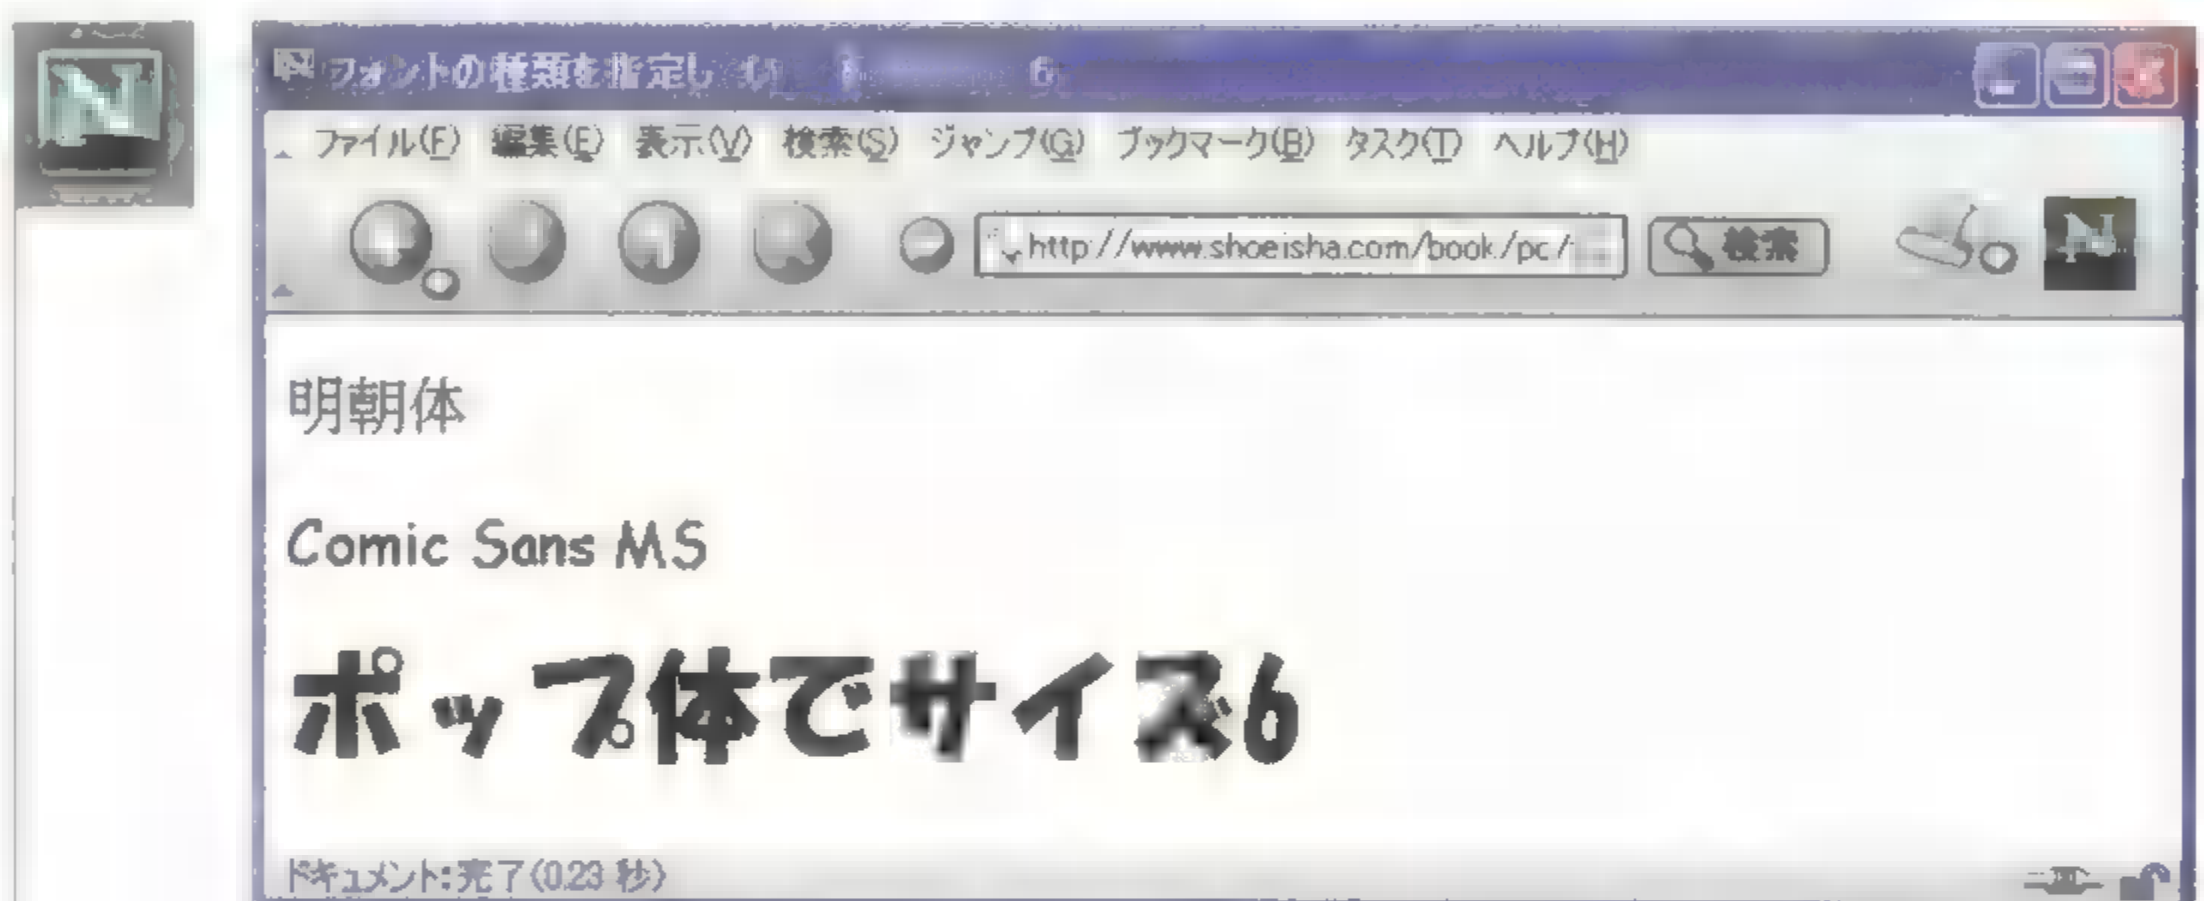 フォントの種類を指定し
ファイル(F) 編集(E) 表示(V) 検索(S) ジャンプ(G) ブックマーク(B) タスク(T) ヘルプ(H)
http://www.shoeisha.com/book/pc/ 検索
明朝体
Comic Sans MS
ポップ体でサイズ6
ドキュメント:完了(0.23 秒)